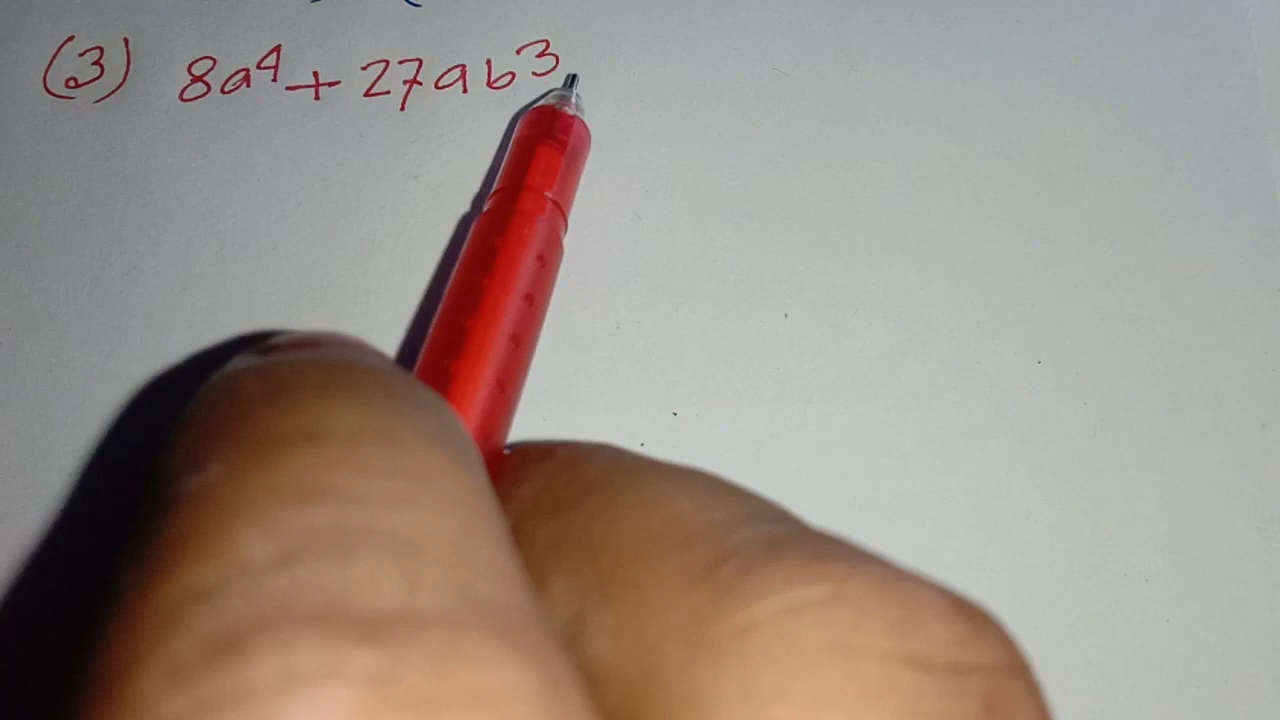 (3) 8a⁴ + 27ab³